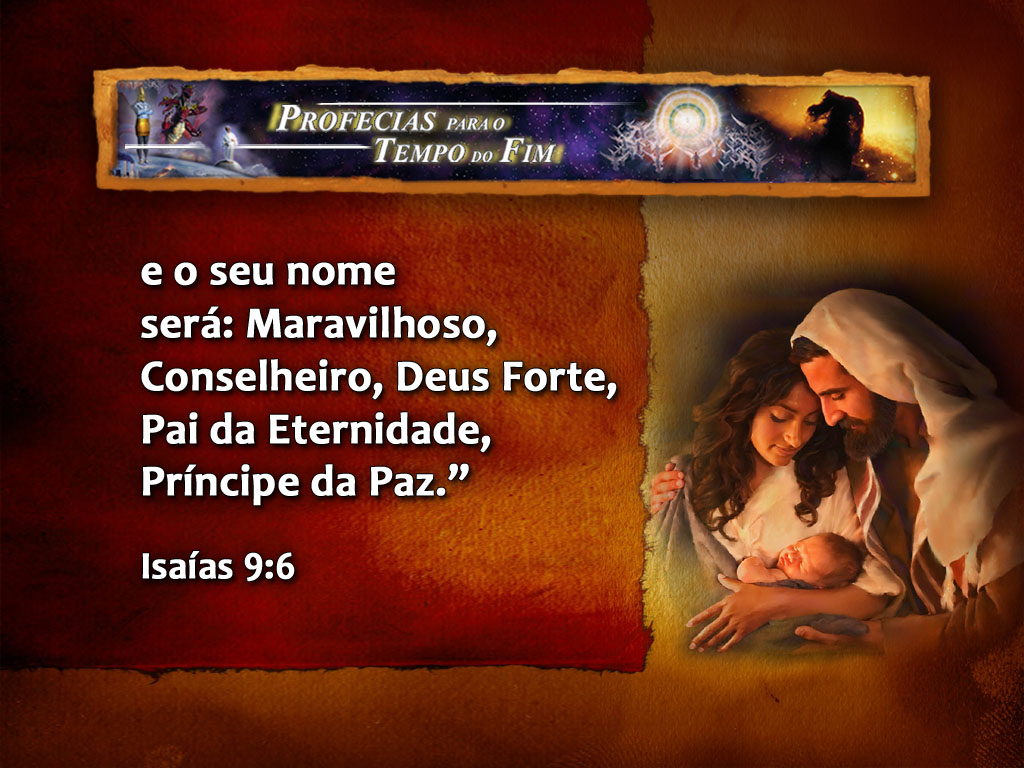 PROFECIAS PARA O
TEMPO DO FIM
e o seu nome
será: Maravilhoso,
Conselheiro, Deus Forte,
Pai da Eternidade,
Príncipe da Paz.”
Isaías 9:6